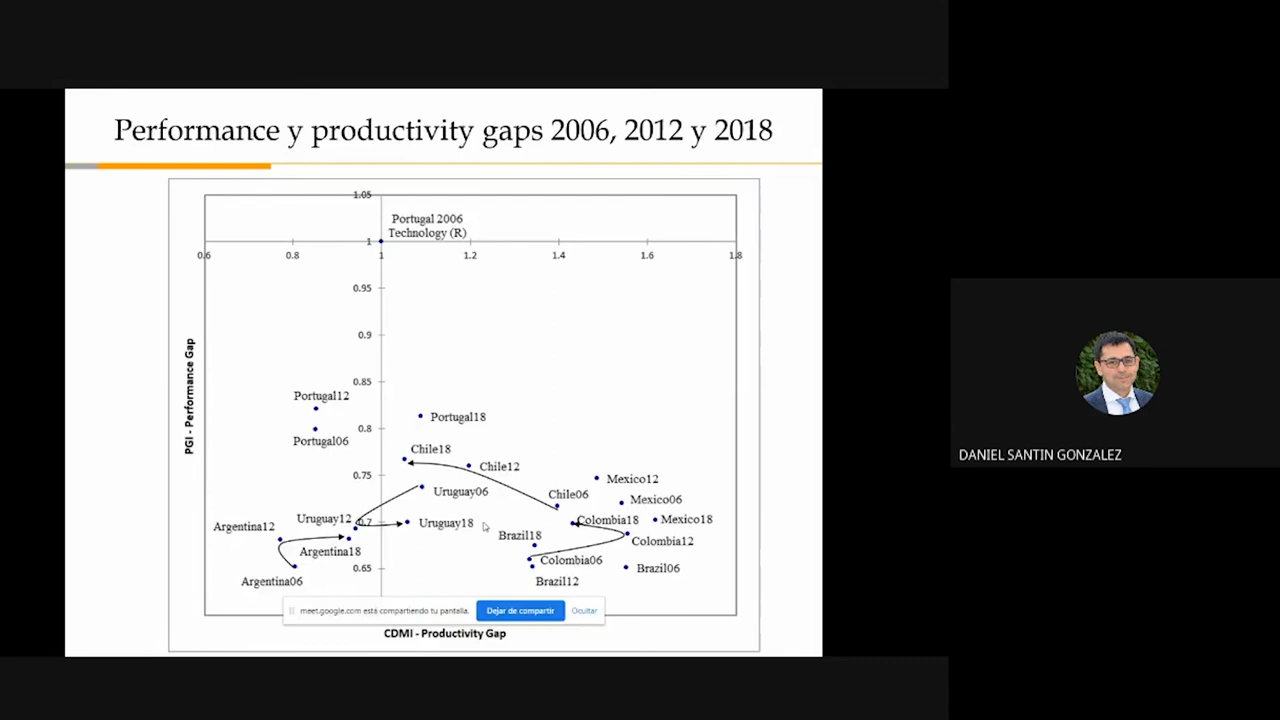 Performance y productivity gaps 2006, 2012 y 2018
1.05
Portugal 2006
Technology (R)
1
0.6
0.8
1
1.2
1.4
1.6
1.8
0.95
0.9
PGI - Performance Gap
0.85
Portugal12
Portugal18
0.8
Portugal06
Chile18
Chile12
0.75
Mexico12
Uruguay06
Chile06
Mexico06
Argentina12
Uruguay12
0.7
Uruguay18
Colombia18
Mexico18
Brazil18
Colombia12
Argentina18
Colombia06
0.65
Brazil06
Argentina06
Brazil12
meet.google.com está compartiendo tu pantalla.
Dejar de compartir
Ocultar
CDMI - Productivity Gap
DANIEL SANTIN GONZALEZ